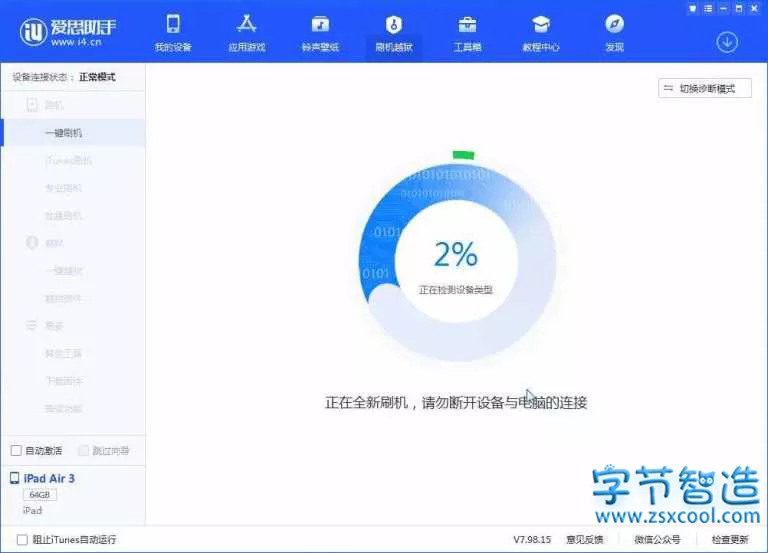 爱思助手
www.i4.cn
我的设备
应用游戏
铃声壁纸
刷机越狱
工具箱
教程中心
发现
设备连接状态： 正常模式
切换诊断模式
刷机
一键刷机
iTunes刷机
专业刷机
批量刷机
越狱
一键越狱
越狱插件
更多
其他工具
下载固件
010101010101
0101
0101
2%
正在检测设备类型
正在全新刷机，请勿断开设备与电脑的连接
自动激活
跳过向导
iPad Air 3
64GB
iPad
阻止iTunes自动运行
V7.98.15
意见反馈
微信公众号
检查更新
字节智造
www.zsxcool.com